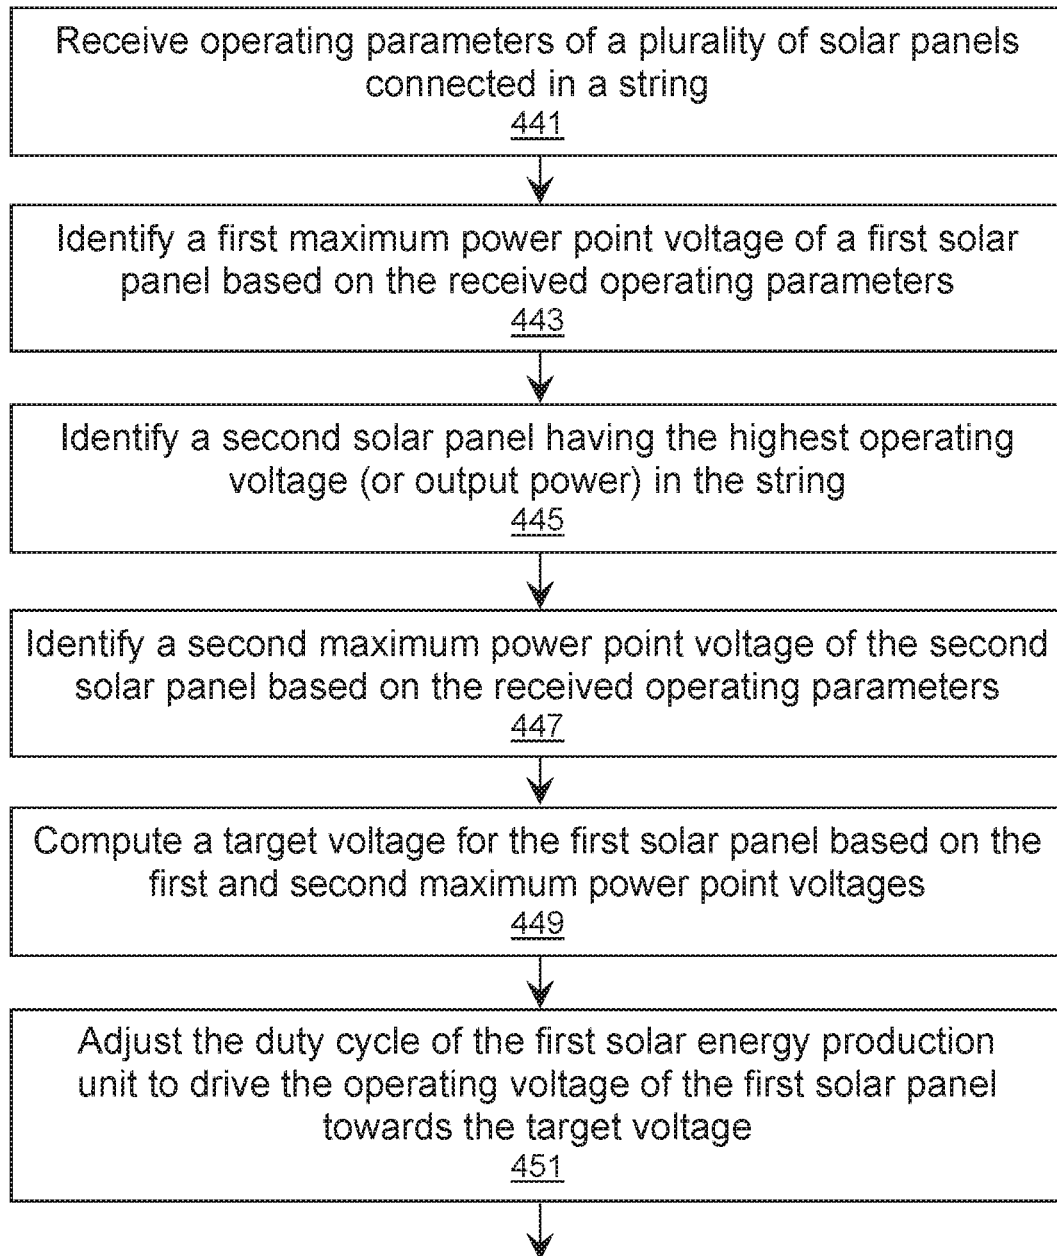 Receive operating parameters of a plurality of solar panels
connected in a string
441
Identify a first maximum power point voltage of a first solar
panel based on the received operating parameters
443
Identify a second solar panel having the highest operating
voltage (or output power) in the string
445
Identify a second maximum power point voltage of the second
solar panel based on the received operating parameters
447
Compute a target voltage for the first solar panel based on the
first and second maximum power point voltages
449
Adjust the duty cycle of the first solar energy production
unit to drive the operating voltage of the first solar panel
towards the target voltage
451